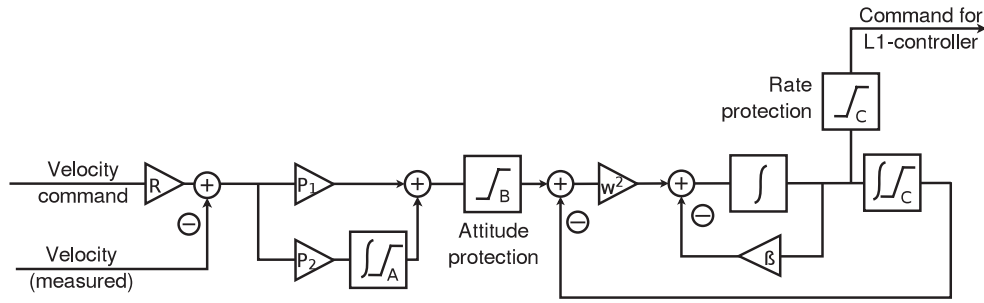 Command for
L1-controller
Rate
protection
C
Velocity
command
R
+
P1
+
B
Attitude
protection
+
w²
+
∫
∫ C
−
−
−
Velocity
(measured)
P2
∫ A
ß